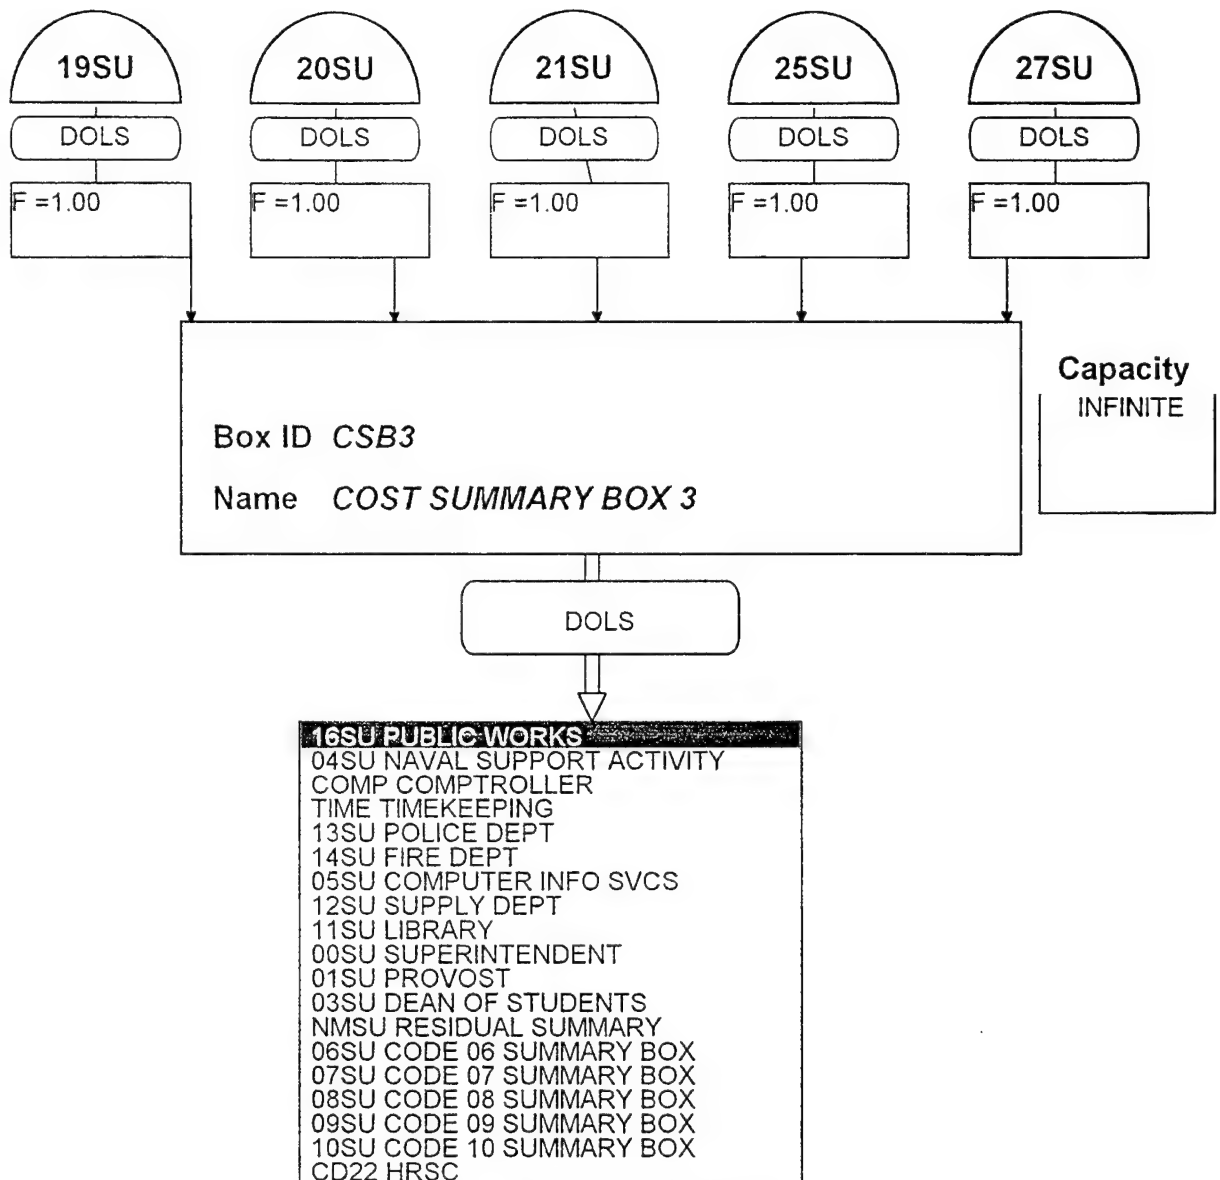 19SU 20SU 21SU 25SU 27SU
DOLS DOLS DOLS DOLS DOLS
F =1.00 F =1.00 F =1.00 F =1.00 F =1.00
Capacity
INFINITE
Box ID CSB3
Name COST SUMMARY BOX 3
DOLS
16SU PUBLIC WORKS
04SU NAVAL SUPPORT ACTIVITY
COMP COMPTROLLER
TIME TIMEKEEPING
13SU POLICE DEPT
14SU FIRE DEPT
05SU COMPUTER INFO SVCS
12SU SUPPLY DEPT
11SU LIBRARY
00SU SUPERINTENDENT
01SU PROVOST
03SU DEAN OF STUDENTS
NMSU RESIDUAL SUMMARY
06SU CODE 06 SUMMARY BOX
07SU CODE 07 SUMMARY BOX
08SU CODE 08 SUMMARY BOX
09SU CODE 09 SUMMARY BOX
10SU CODE 10 SUMMARY BOX
CD22 HRSC